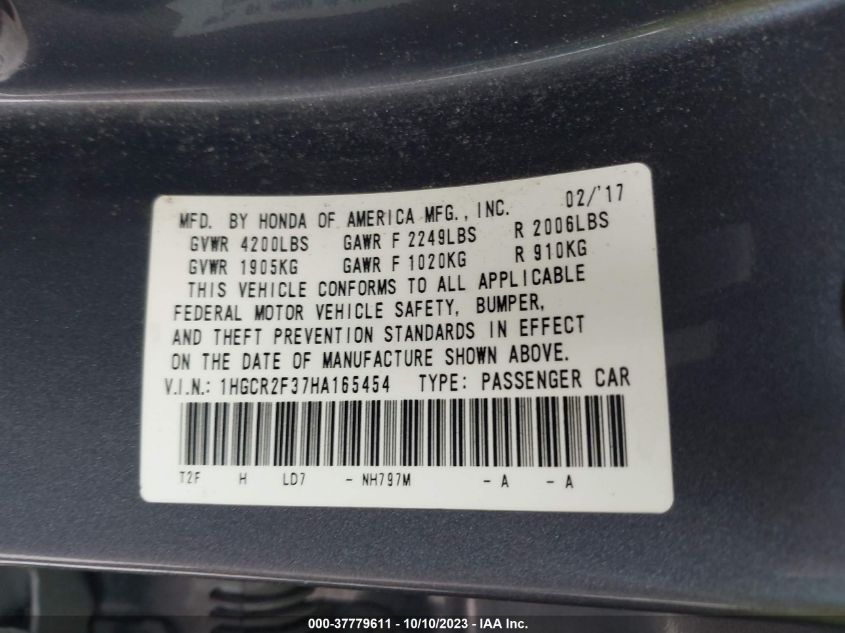 MFD. BY HONDA OF AMERICA MFG., INC. 02/'17
GVWR 4200LBS GAWR F 2249LBS R 2006LBS
GVWR 1905KG GAWR F 1020KG R 910KG
THIS VEHICLE CONFORMS TO ALL APPLICABLE
FEDERAL MOTOR VEHICLE SAFETY, BUMPER,
AND THEFT PREVENTION STANDARDS IN EFFECT
ON THE DATE OF MANUFACTURE SHOWN ABOVE.
V.I.N.: 1HGCR2F37HA165454 TYPE: PASSENGER CAR
T2F H LD7 - NH797M - A - A
000-37779611 - 10/10/2023 - IAA Inc.